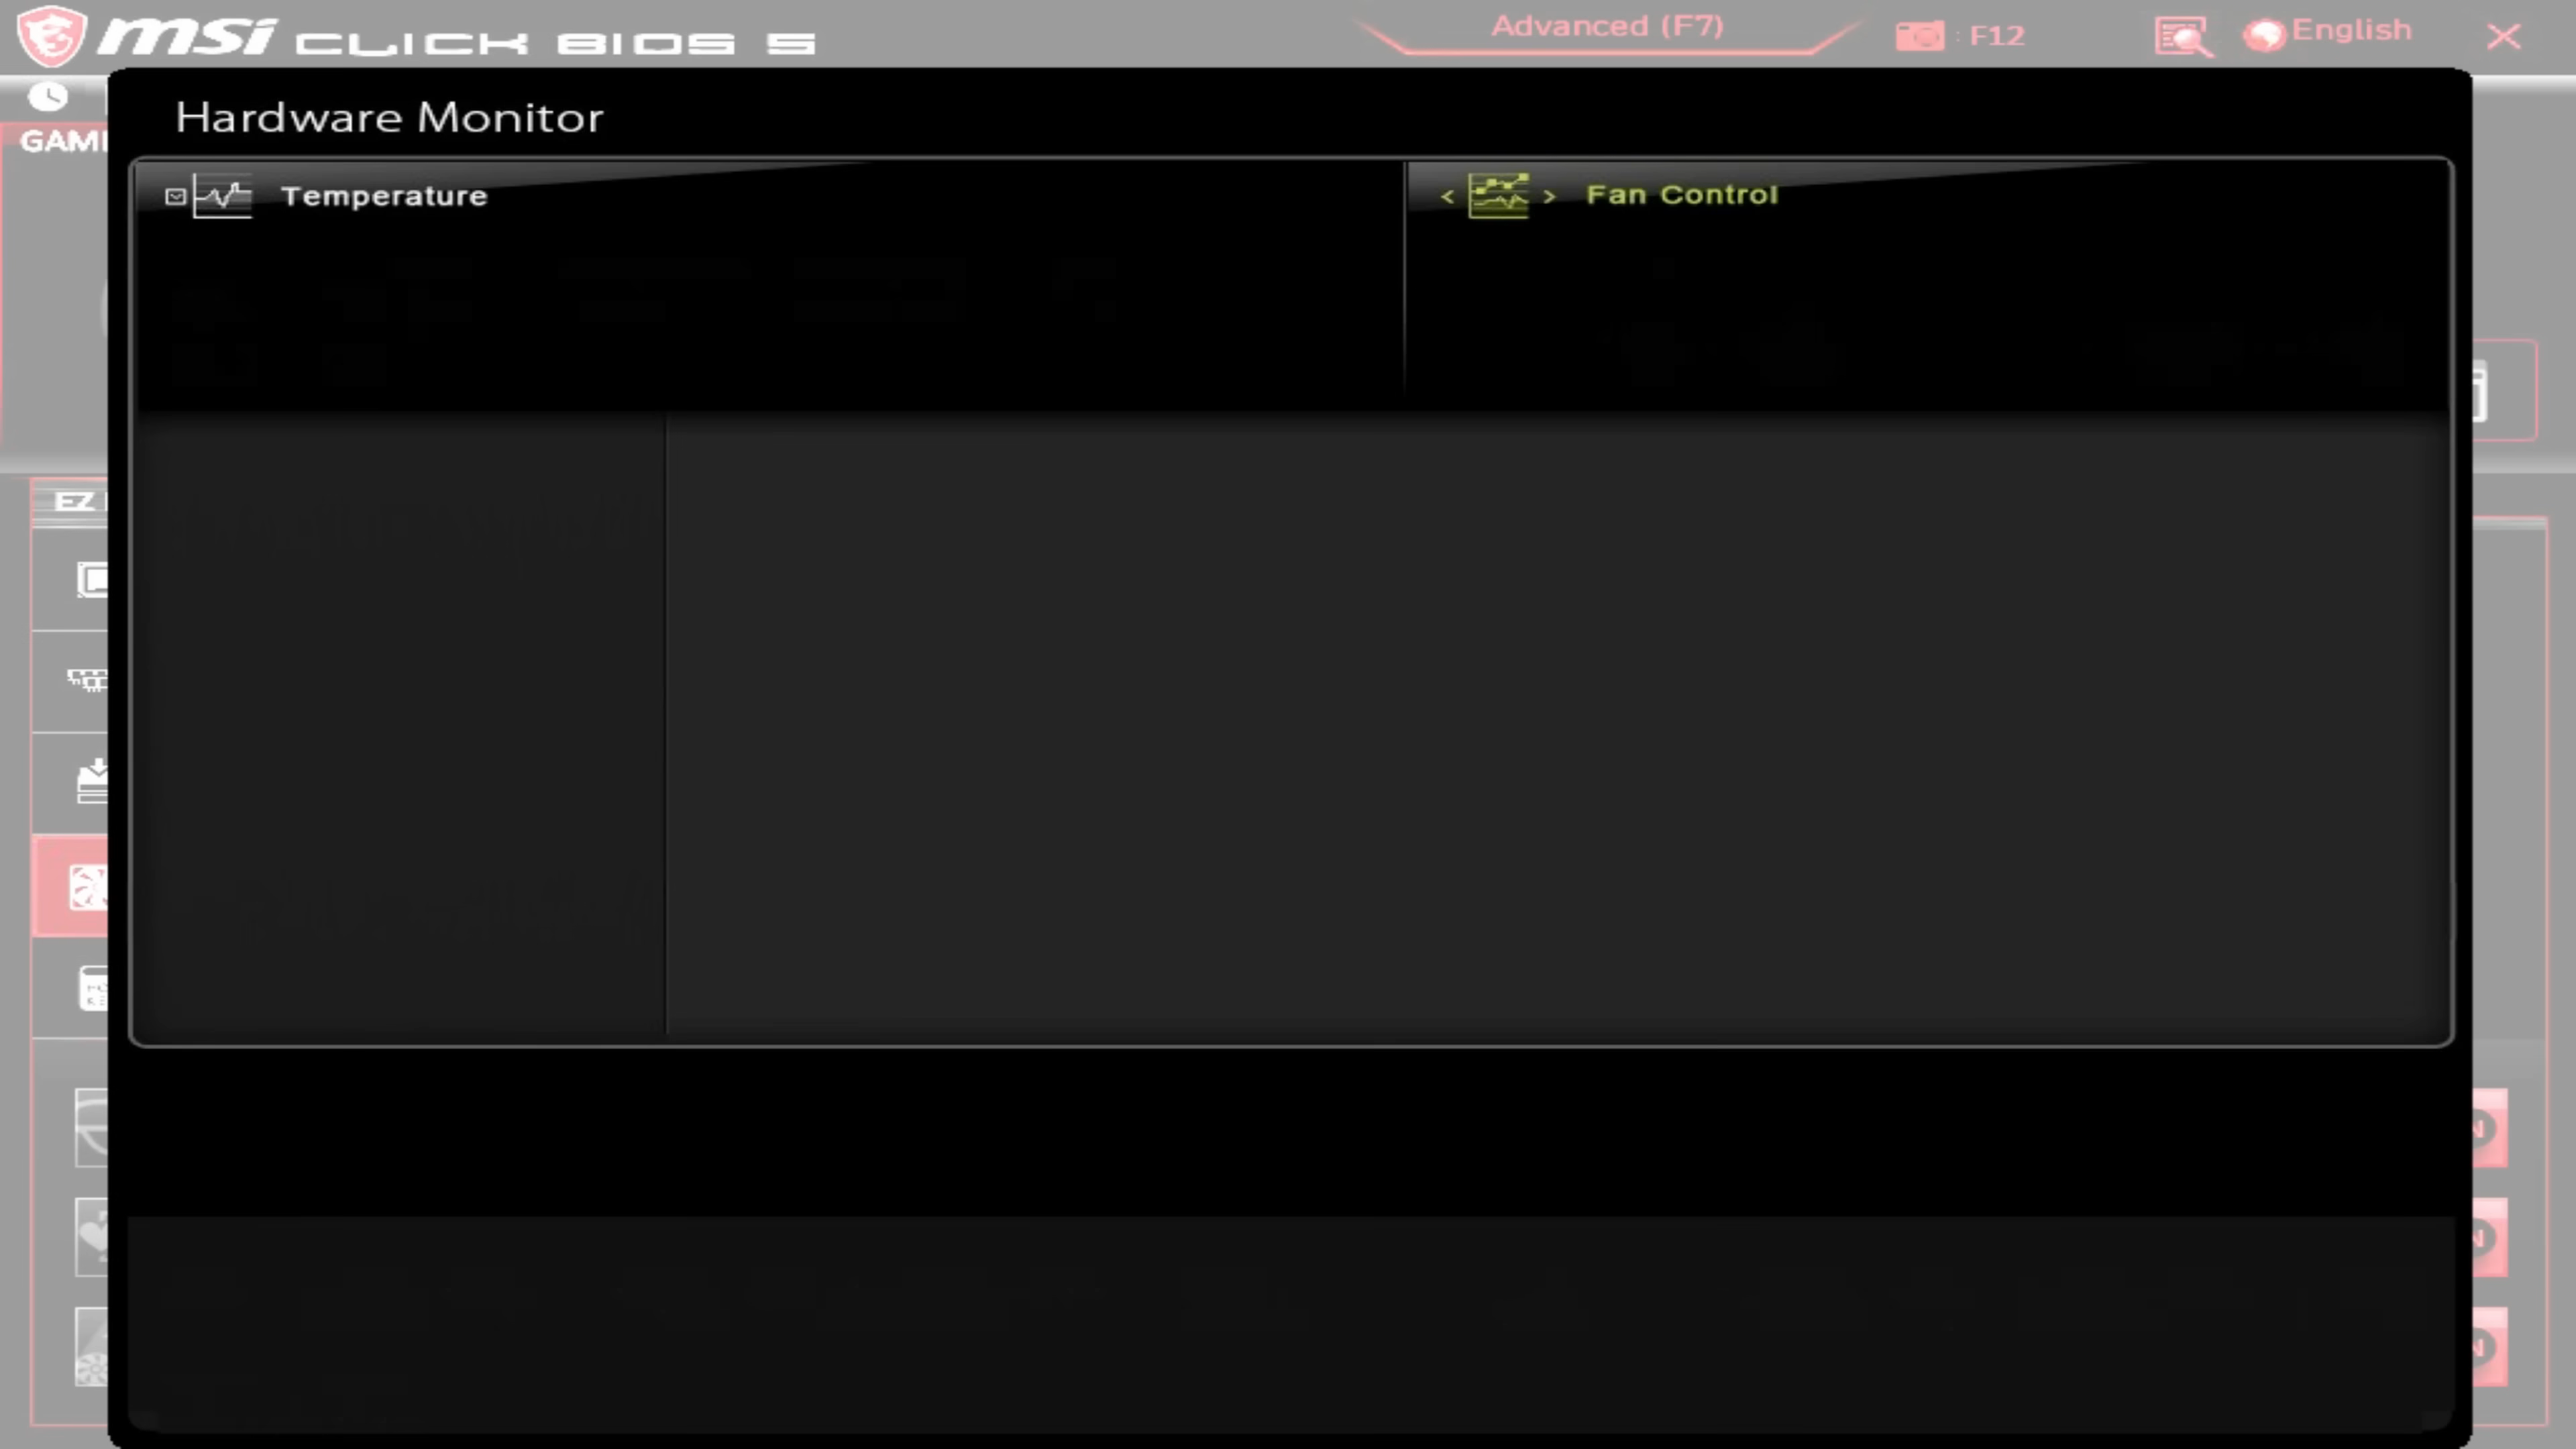 msi CLICK BIOS 5
Advanced (F7)
: F12
English
GAMI
Hardware Monitor
Temperature
< > Fan Control
EZ